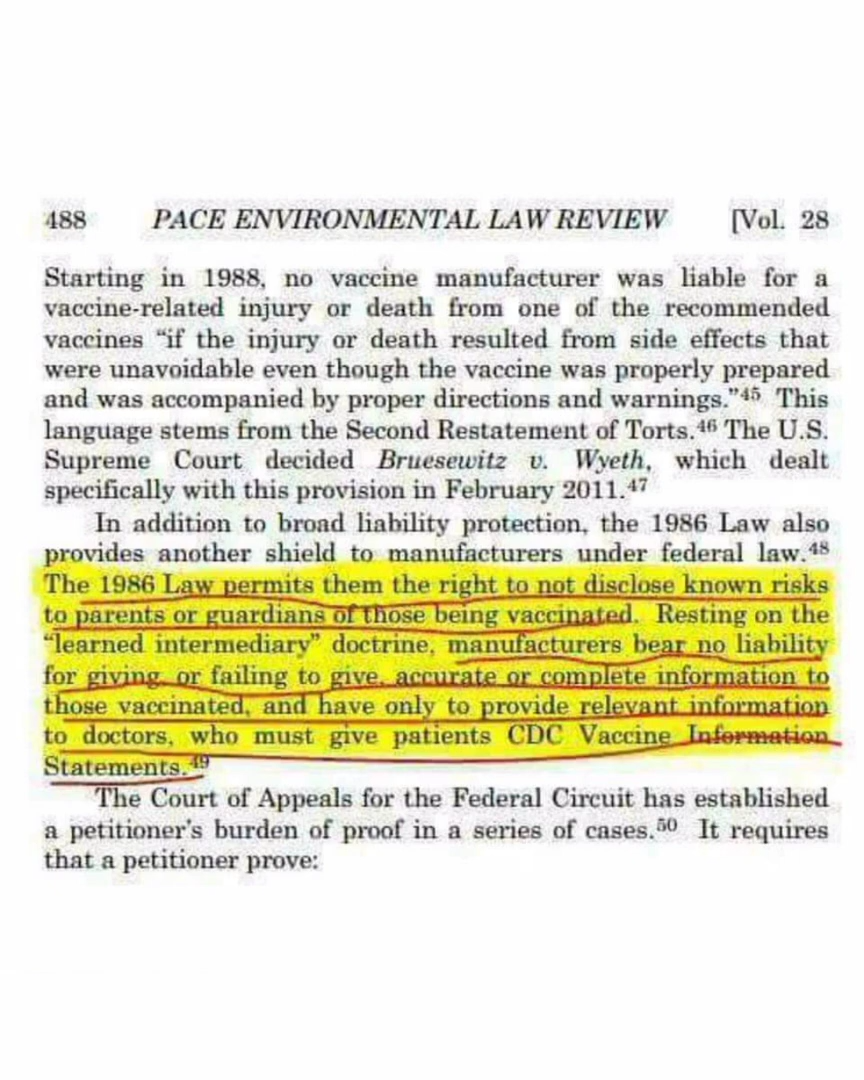 488 PACE ENVIRONMENTAL LAW REVIEW [Vol. 28
Starting in 1988, no vaccine manufacturer was liable for a
vaccine-related injury or death from one of the recommended
vaccines “if the injury or death resulted from side effects that
were unavoidable even though the vaccine was properly prepared
and was accompanied by proper directions and warnings.”45 This
language stems from the Second Restatement of Torts.46 The U.S.
Supreme Court decided Bruesewitz v. Wyeth, which dealt
specifically with this provision in February 2011.47
In addition to broad liability protection, the 1986 Law also
provides another shield to manufacturers under federal law.48
The 1986 Law permits them the right to not disclose known risks
to parents or guardians of those being vaccinated. Resting on the
“learned intermediary” doctrine, manufacturers bear no liability
for giving, or failing to give, accurate or complete information to
those vaccinated, and have only to provide relevant information
to doctors, who must give patients CDC Vaccine Information
Statements.49
The Court of Appeals for the Federal Circuit has established
a petitioner’s burden of proof in a series of cases.50 It requires
that a petitioner prove: